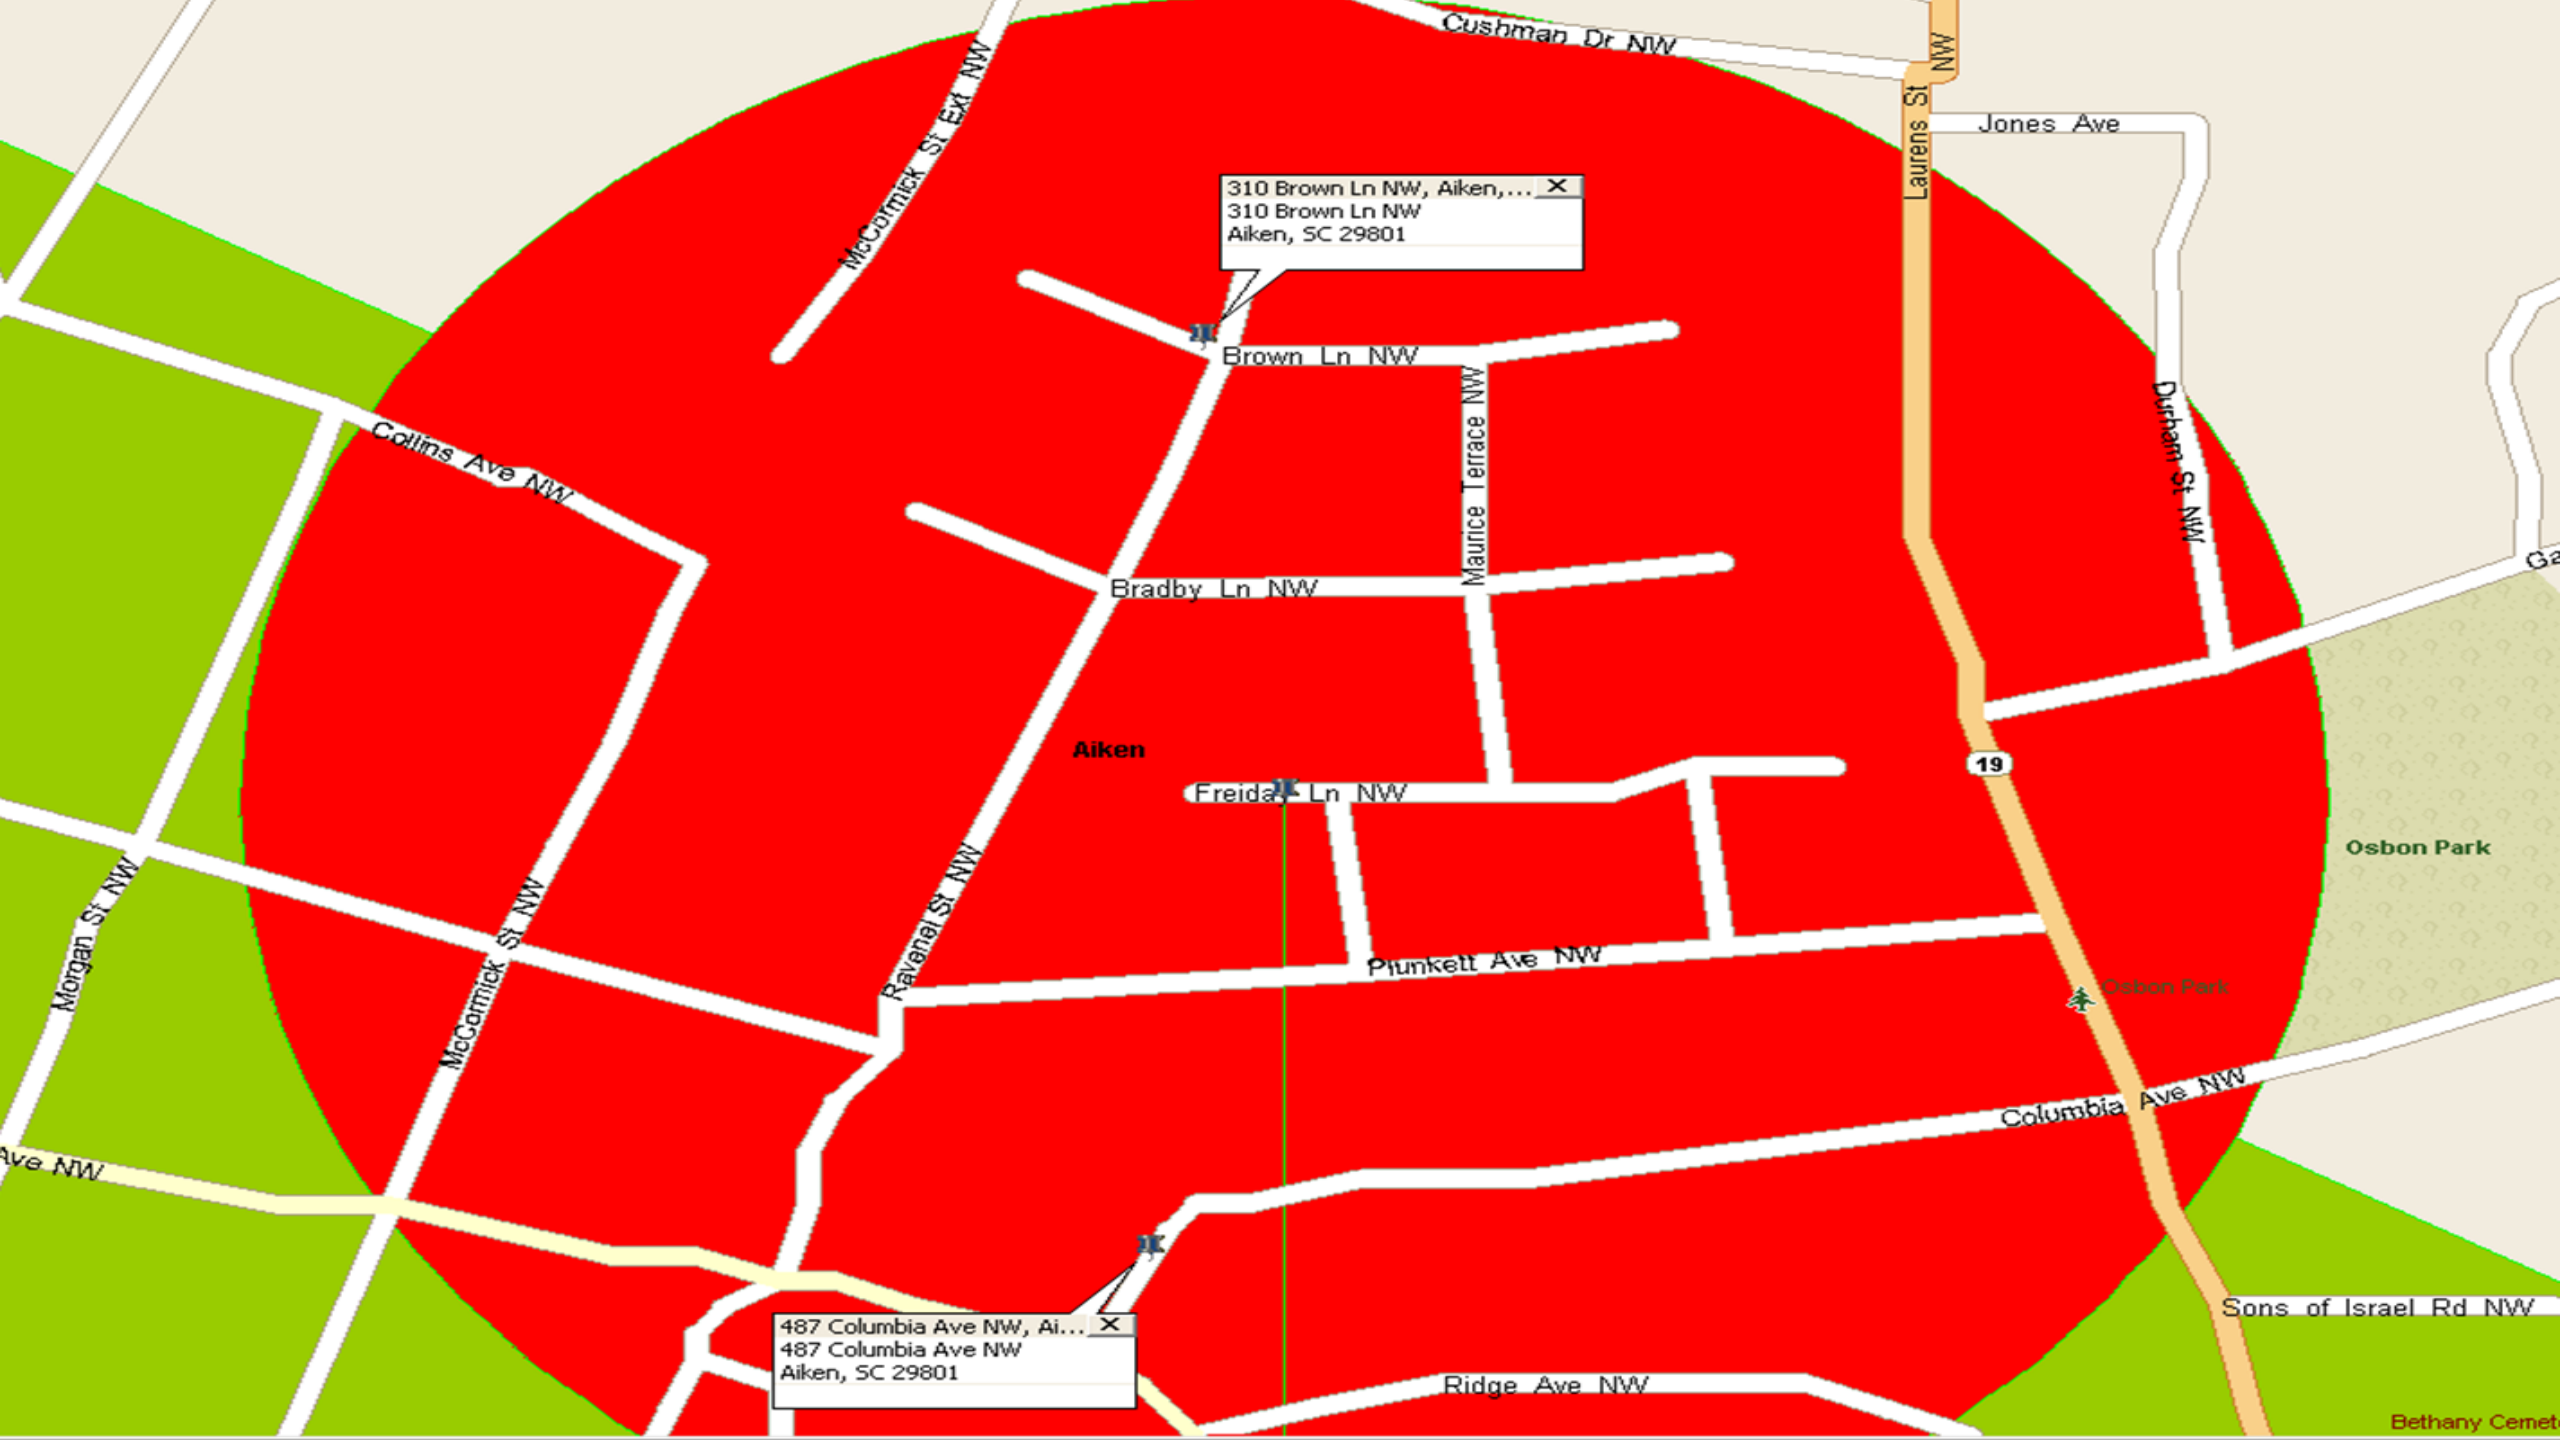 Cushman Dr NW
NW
Laurens St
Jones Ave
McCormick St Ext NW
310 Brown Ln NW, Aiken,...
310 Brown Ln NW
Aiken, SC 29801
Brown Ln NW
Maurice Terrace NW
Durham St NW
Collins Ave NW
Bradby Ln NW
Ga
Aiken
19
Freiday Ln NW
Osbon Park
Ravenel St NW
Morgan St NW
McCormick St NW
Plunkett Ave NW
Osbon Park
Columbia Ave NW
Ave NW
487 Columbia Ave NW, Ai...
487 Columbia Ave NW
Aiken, SC 29801
Sons of Israel Rd NW
Ridge Ave NW
Bethany Cemet